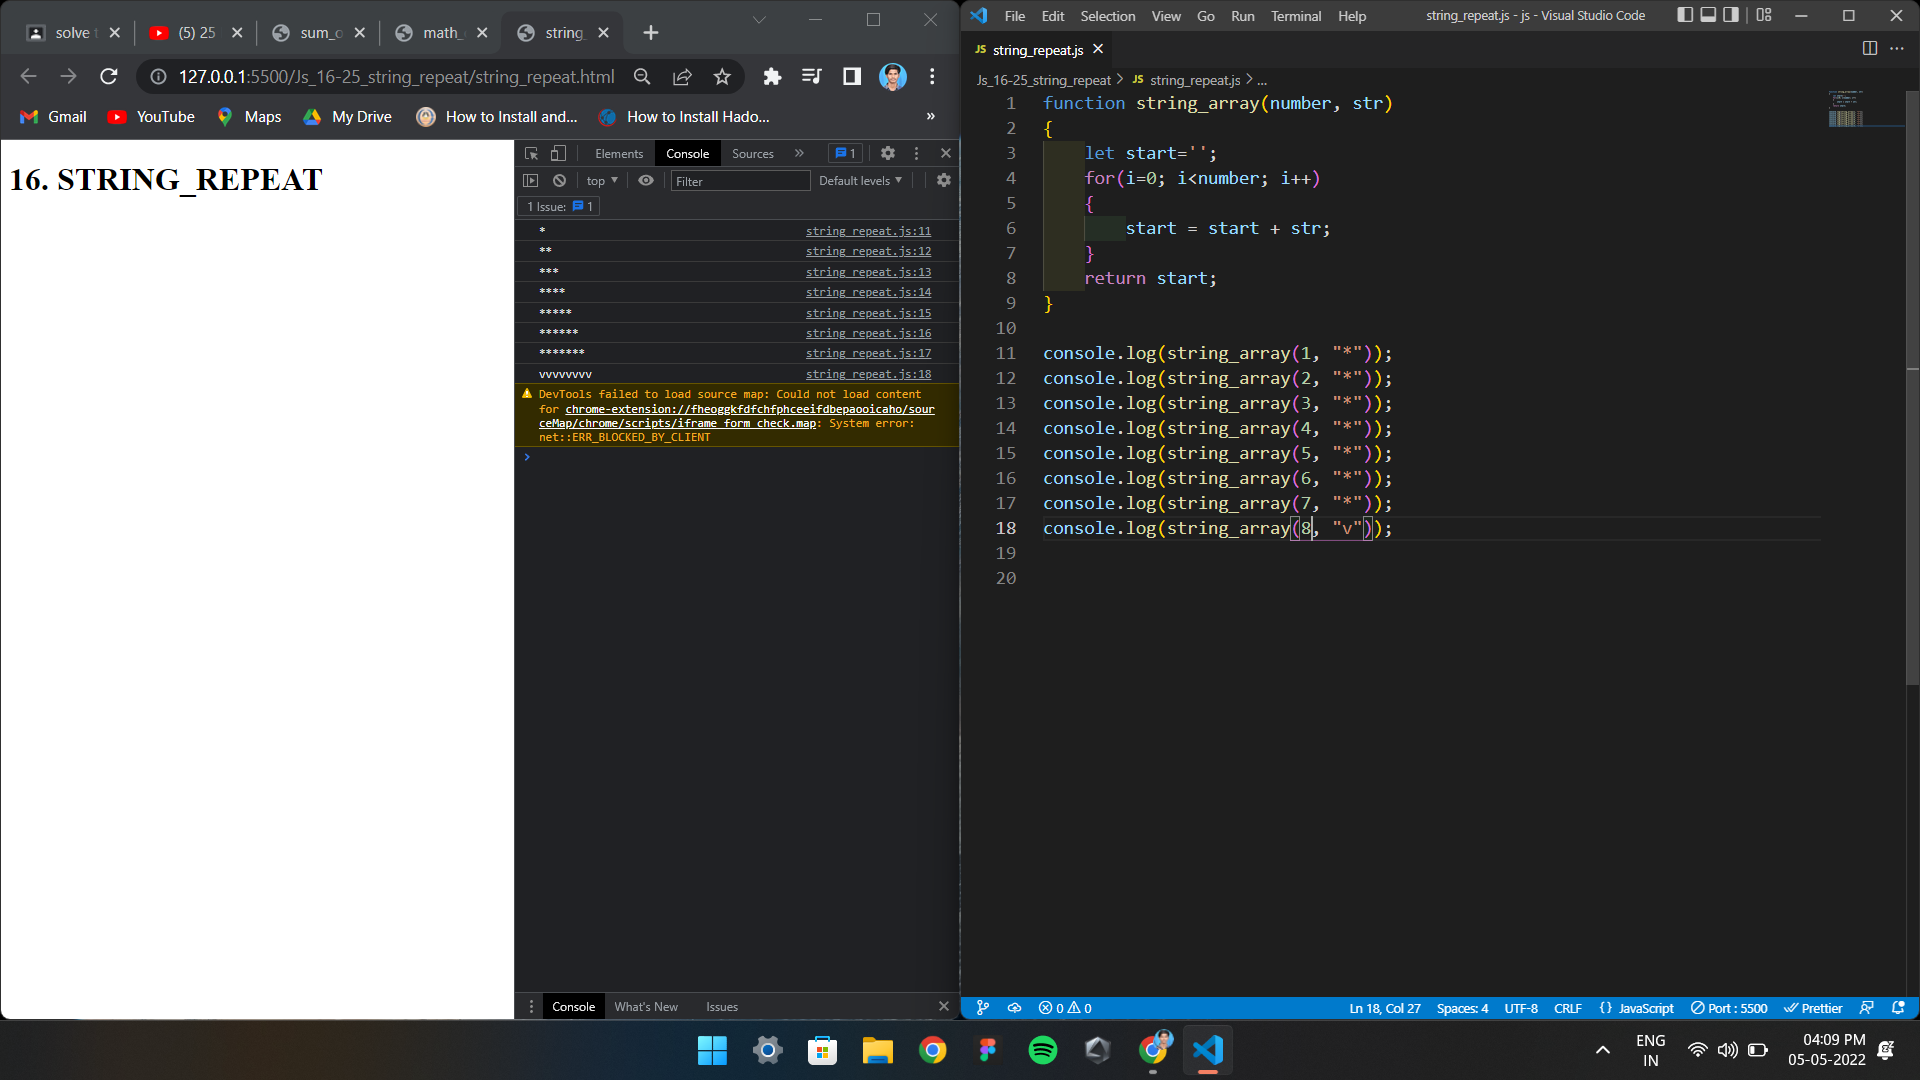 solve
(5) 25
sum_o
math_
string_
127.0.0.1:5500/Js_16-25_string_repeat/string_repeat.html
Gmail
YouTube
Maps
My Drive
How to Install and...
How to Install Hado...
»
16. STRING_REPEAT
Elements
Console
Sources
»
1
top
Filter
Default levels
1 Issue: 1
* string_repeat.js:11
** string_repeat.js:12
*** string_repeat.js:13
**** string_repeat.js:14
***** string_repeat.js:15
****** string_repeat.js:16
******* string_repeat.js:17
vvvvvvvv string_repeat.js:18
DevTools failed to load source map: Could not load content
for chrome-extension://fheoggkfdfchfphceeifdbepaooicaho/sour
ceMap/chrome/scripts/iframe_form_check.map: System error:
net::ERR_BLOCKED_BY_CLIENT
Console
What's New
Issues
File Edit Selection View Go Run Terminal Help
string_repeat.js - js - Visual Studio Code
JS string_repeat.js
Js_16-25_string_repeat > JS string_repeat.js > ...
1 function string_array(number, str)
2 {
3 let start='';
4 for(i=0; i<number; i++)
5 {
6 start = start + str;
7 }
8 return start;
9 }
10
11 console.log(string_array(1, "*"));
12 console.log(string_array(2, "*"));
13 console.log(string_array(3, "*"));
14 console.log(string_array(4, "*"));
15 console.log(string_array(5, "*"));
16 console.log(string_array(6, "*"));
17 console.log(string_array(7, "*"));
18 console.log(string_array(8, "v"));
19
20
0 0
Ln 18, Col 27
Spaces: 4
UTF-8
CRLF
{} JavaScript
Port : 5500
Prettier
ENG
IN
04:09 PM
05-05-2022